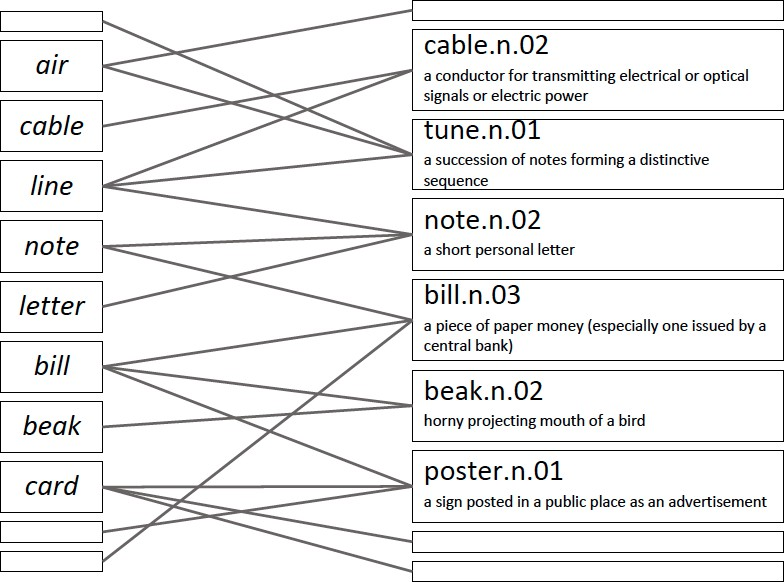 air
cable
line
note
letter
bill
beak
card
cable.n.02
a conductor for transmitting electrical or optical
signals or electric power
tune.n.01
a succession of notes forming a distinctive
sequence
note.n.02
a short personal letter
bill.n.03
a piece of paper money (especially one issued by a
central bank)
beak.n.02
horny projecting mouth of a bird
poster.n.01
a sign posted in a public place as an advertisement